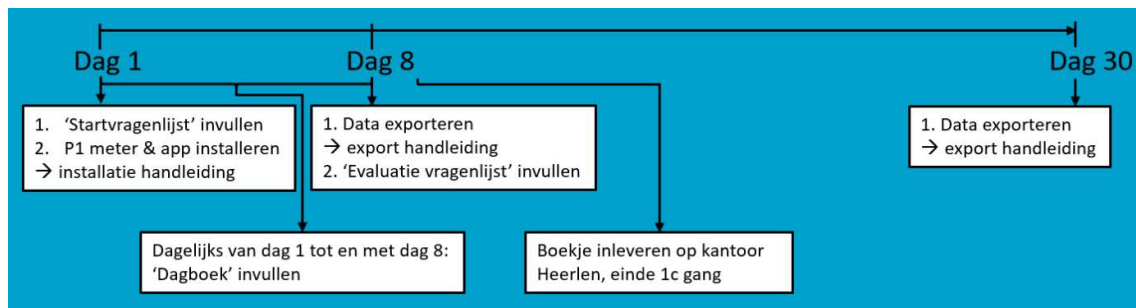 Dag 1
Dag 8
Dag 30
1. ‘Startvragenlijst’ invullen
2. P1 meter & app installeren
→ installatie handleiding
1. Data exporteren
→ export handleiding
2. ‘Evaluatie vragenlijst’ invullen
1. Data exporteren
→ export handleiding
Dagelijks van dag 1 tot en met dag 8:
‘Dagboek’ invullen
Boekje inleveren op kantoor
Heerlen, einde 1c gang